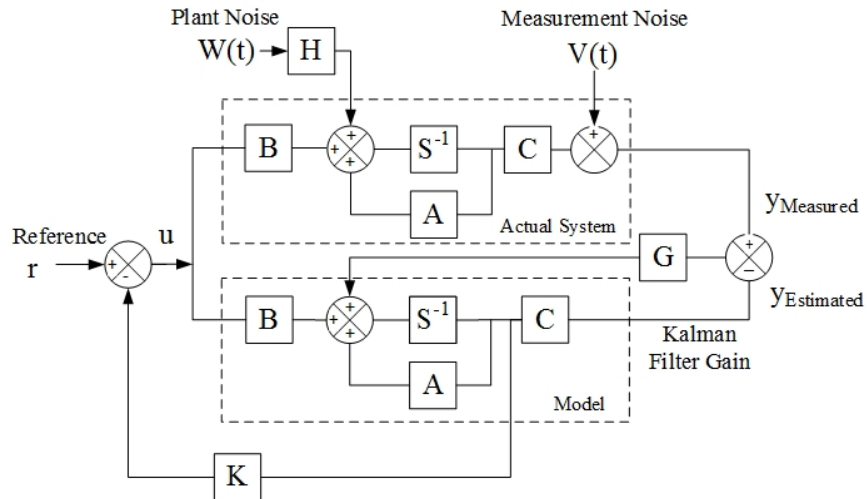 Plant Noise
W(t)
H
Measurement Noise
V(t)
B
+
+
+
S⁻¹
C
+
A
Actual System
yMeasured
Reference
r
+
-
u
G
+
−
yEstimated
B
+
+
+
S⁻¹
C
A
Model
Kalman
Filter Gain
K